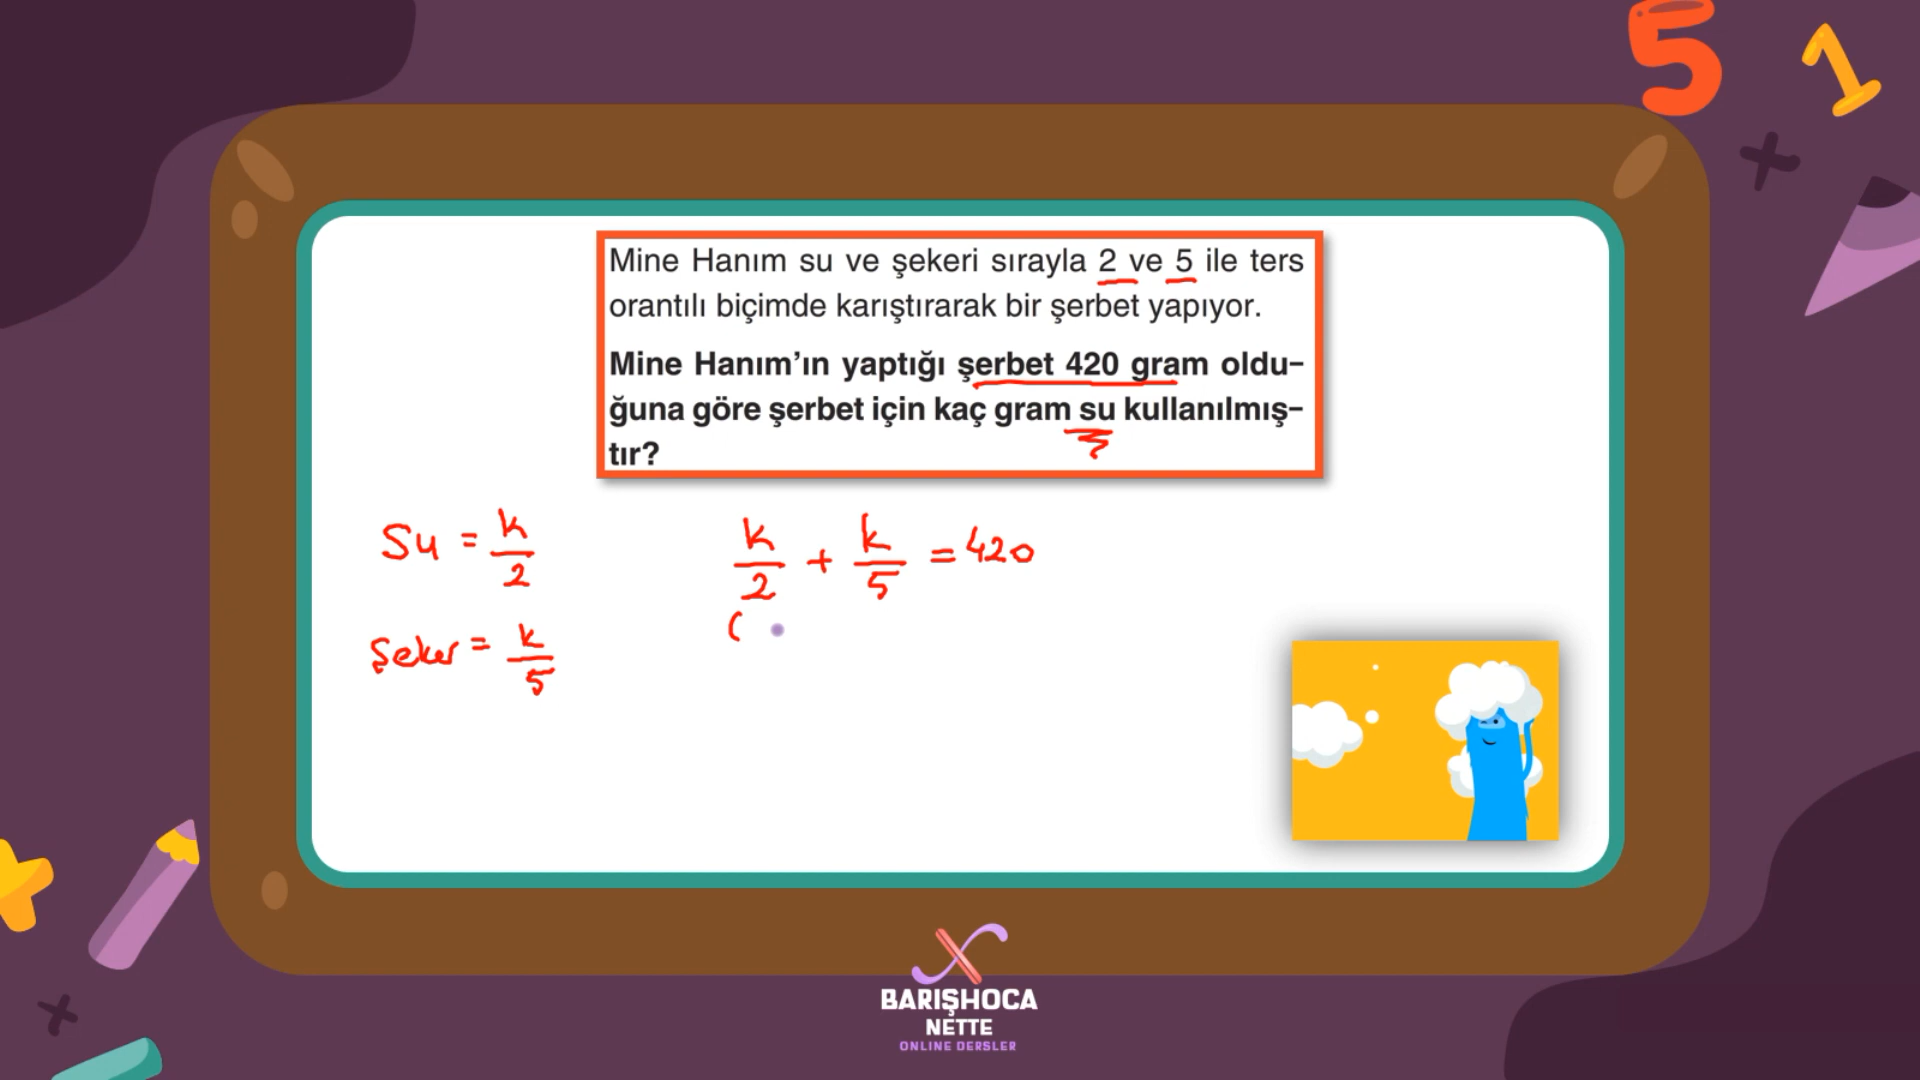 5 1
Mine Hanım su ve şekeri sırayla 2 ve 5 ile ters
orantılı biçimde karıştırarak bir şerbet yapıyor.
Mine Hanım’ın yaptığı şerbet 420 gram oldu-
ğuna göre şerbet için kaç gram su kullanılmış-
tır?
Su = k/2
k/2 + k/5 = 420
(
Şeker = k/5
BARIŞHOCA
NETTE
ONLINE DERSLER